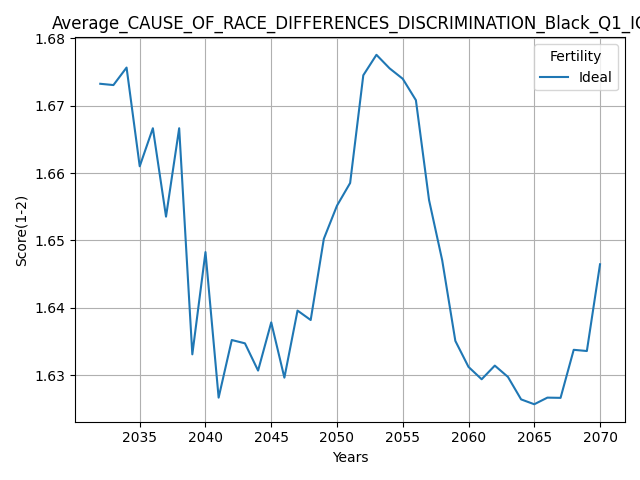 Average_CAUSE_OF_RACE_DIFFERENCES_DISCRIMINATION_Black_Q1_IQ
Fertility
Ideal
1.68
1.67
1.66
1.65
1.64
1.63
Score(1-2)
2035 2040 2045 2050 2055 2060 2065 2070
Years